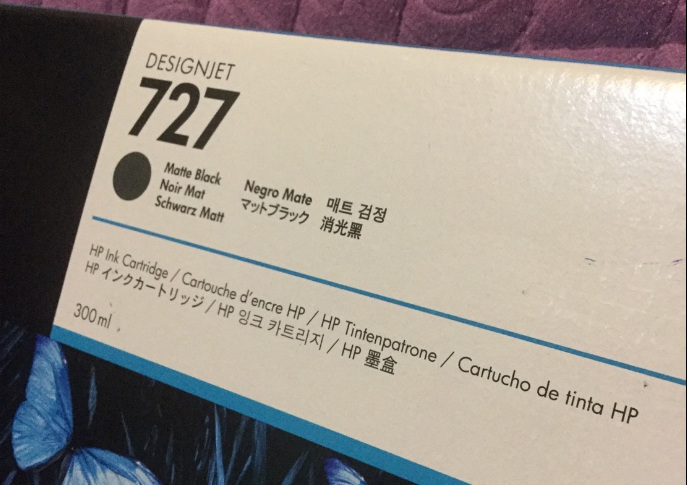 DESIGNJET
727
Matte Black
Noir Mat
Schwarz Matt
Negro Mate
マットブラック
매트 검정
消光黑
HP Ink Cartridge / Cartouche d'encre HP / HP Tintenpatrone / Cartucho de tinta HP
HP インクカートリッジ / HP 잉크 카트리지 / HP 墨盒
300ml